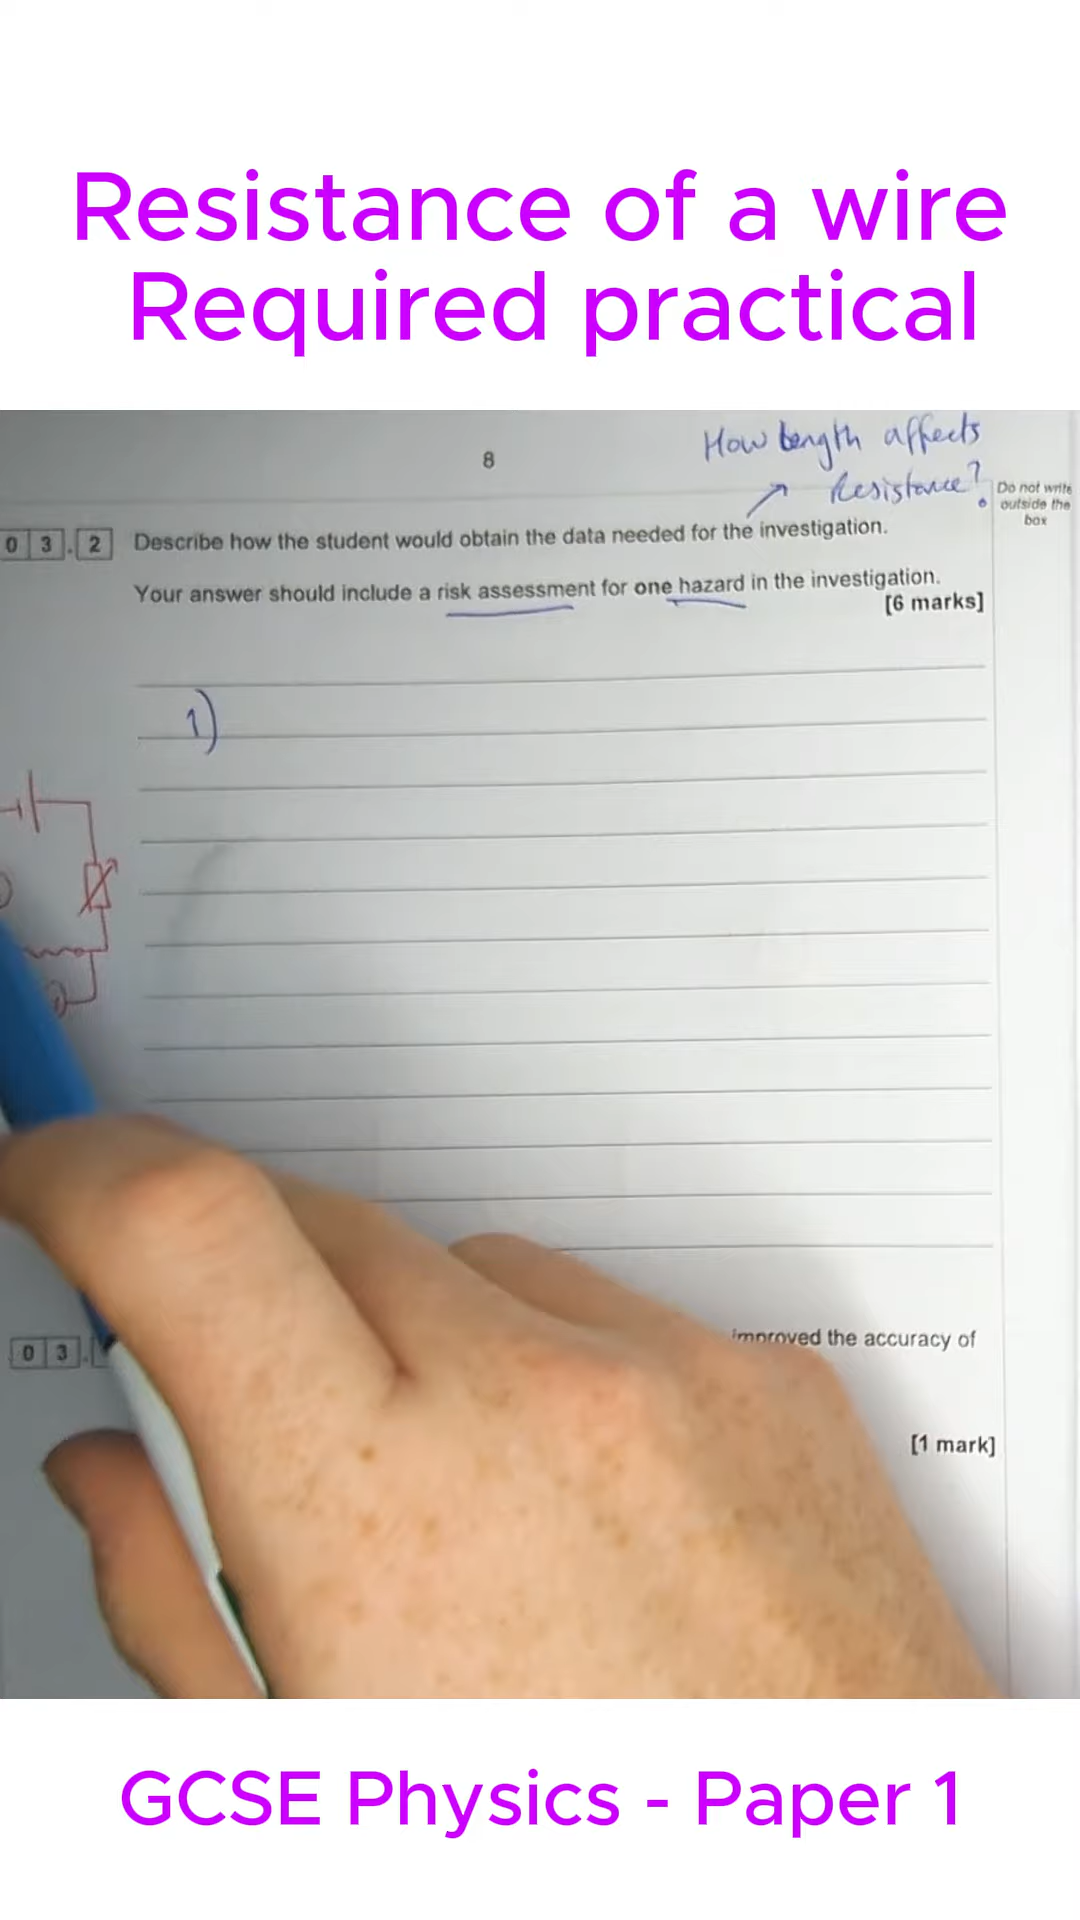 Resistance of a wire
Required practical
8
How length affects
Resistance?
Do not write
outside the
box
0 3 . 2 Describe how the student would obtain the data needed for the investigation.
Your answer should include a risk assessment for one hazard in the investigation.
[6 marks]
1)
0 3 .
improved the accuracy of
[1 mark]
GCSE Physics - Paper 1